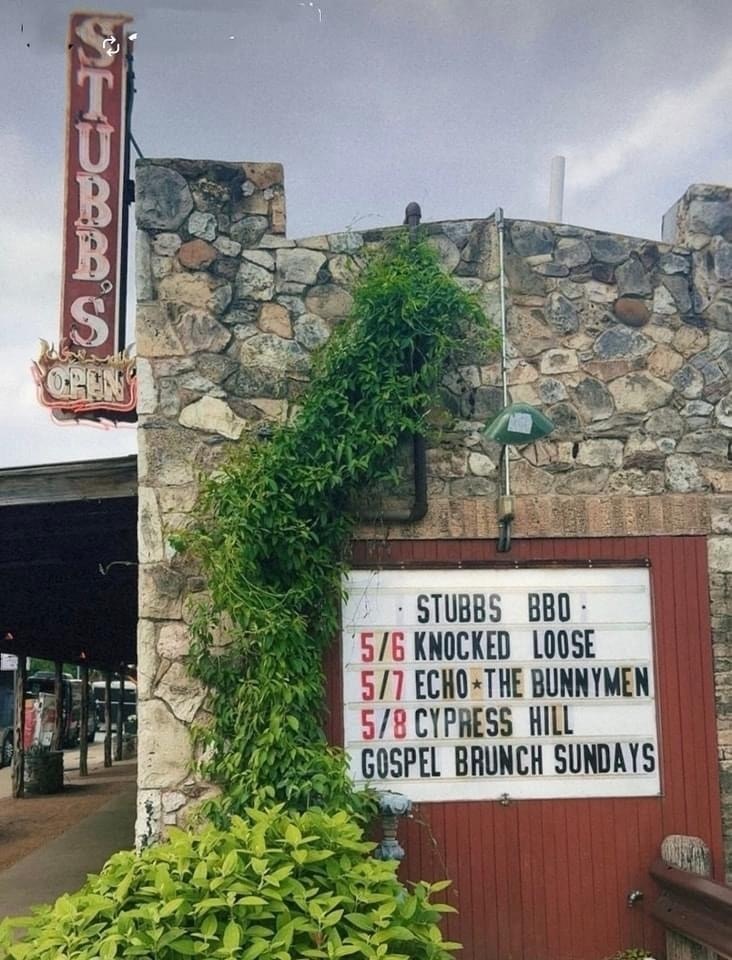 STUBB'S
OPEN
· STUBBS BBQ ·
5/6 KNOCKED LOOSE
5/7 ECHO★THE BUNNYMEN
5/8 CYPRESS HILL
GOSPEL BRUNCH SUNDAYS